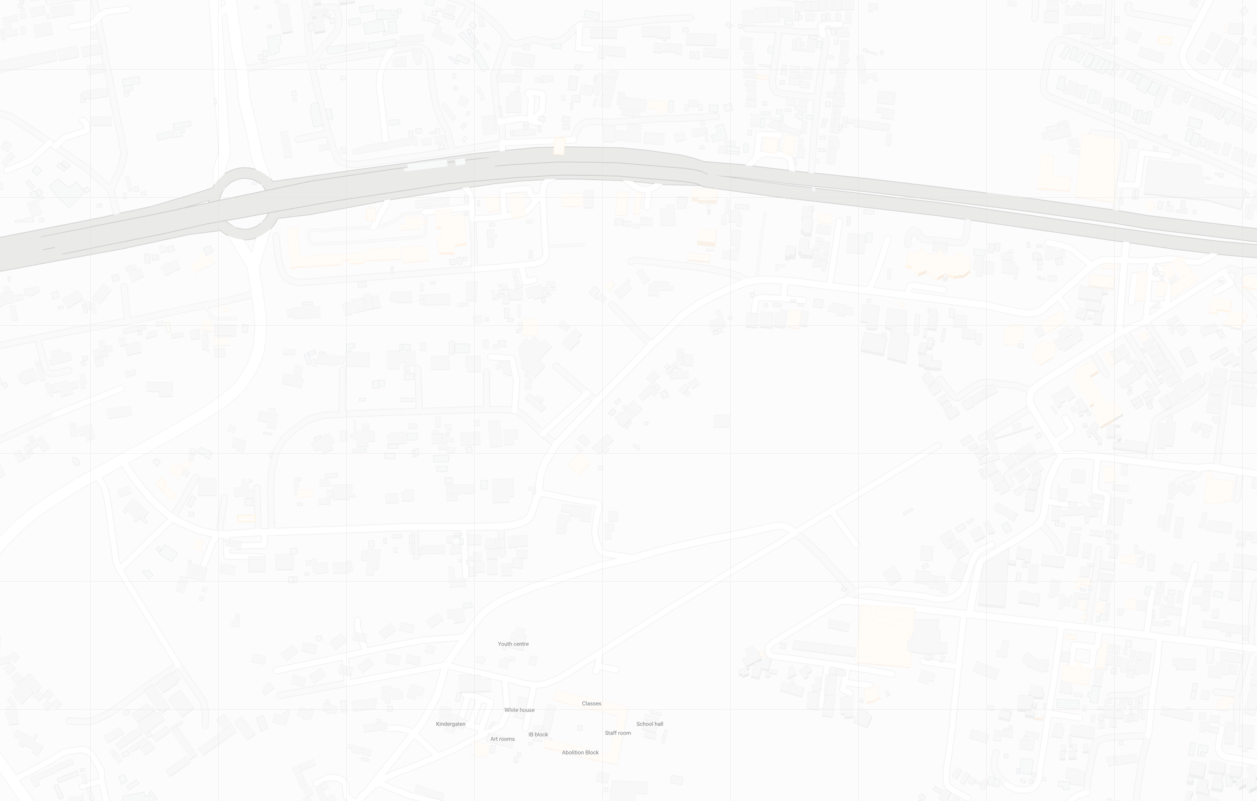 Youth centre
Classes
White house
Kindergaten
School hall
Staff room
IB block
Art rooms
Abolition Block